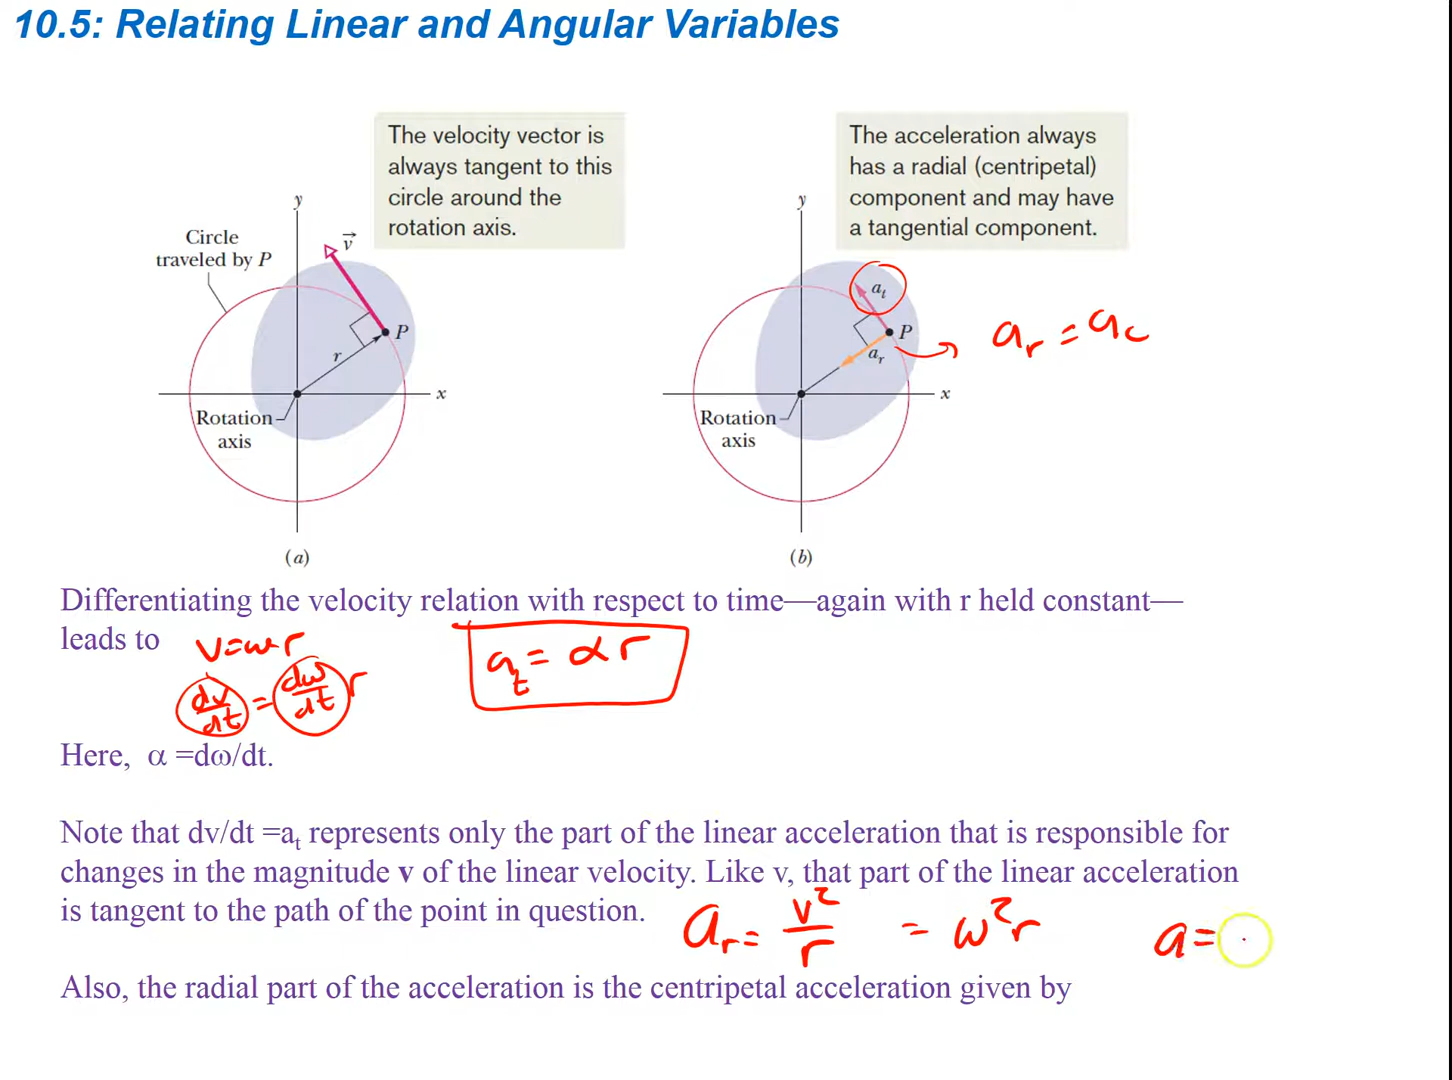 10.5: Relating Linear and Angular Variables
The velocity vector is
always tangent to this
circle around the
rotation axis.
The acceleration always
has a radial (centripetal)
component and may have
a tangential component.
y
Circle
traveled by P
v⃗
P
r
x
Rotation
axis
(a)
y
a_t
P
a_r
x
Rotation
axis
(b)
a_r = a_c
Differentiating the velocity relation with respect to time—again with r held constant—
leads to
v=ωr
dv/dt = dω/dt r
a_t = αr
Here, α =dω/dt.
Note that dv/dt =a_t represents only the part of the linear acceleration that is responsible for
changes in the magnitude v of the linear velocity. Like v, that part of the linear acceleration
is tangent to the path of the point in question.
a_r = v²/r = ω²r
a=
Also, the radial part of the acceleration is the centripetal acceleration given by